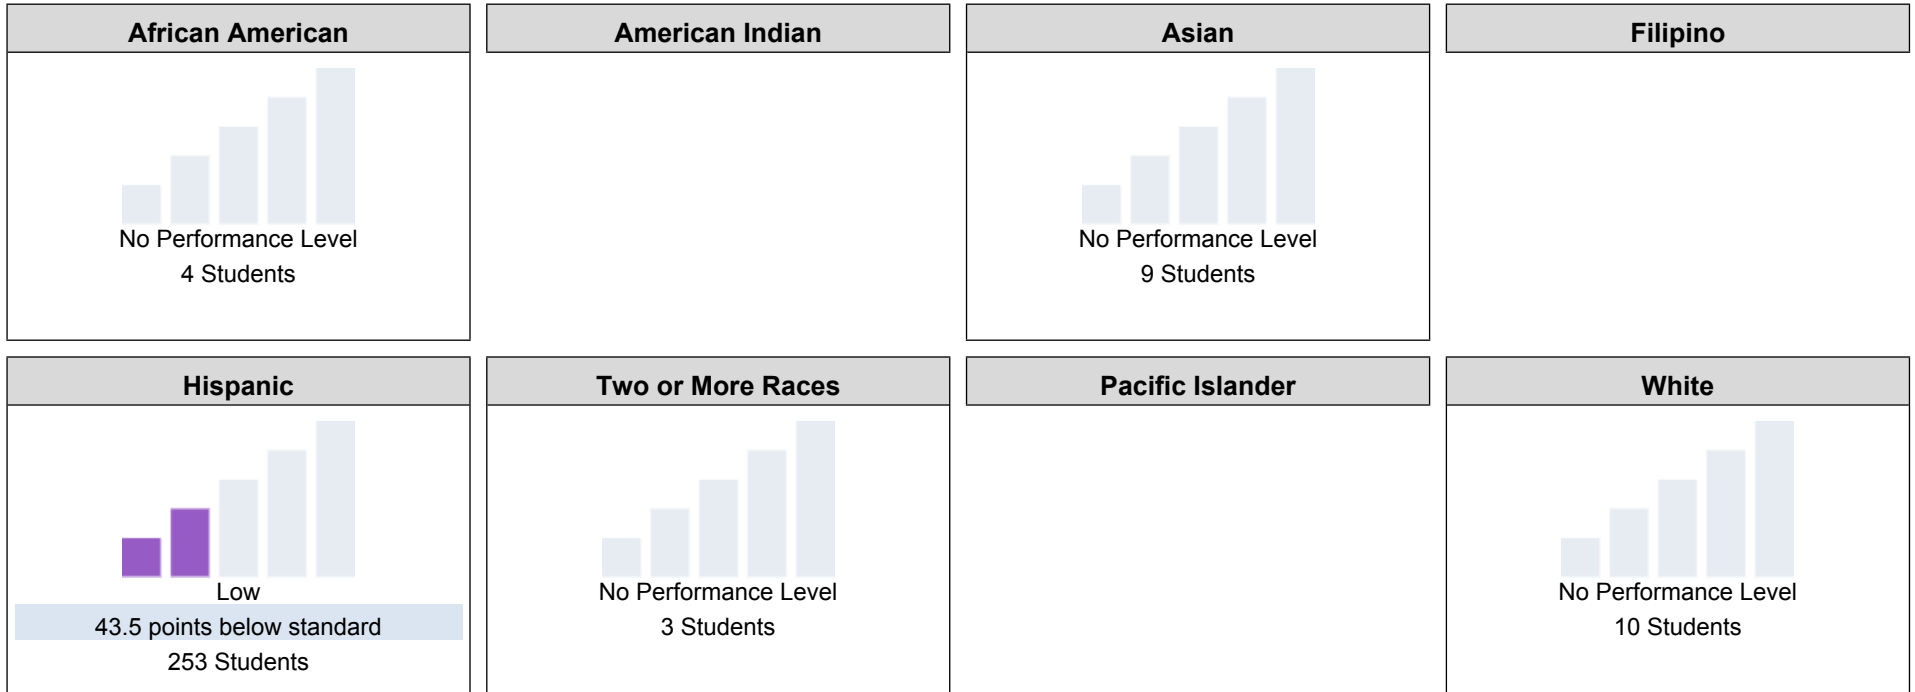 African American
American Indian
Asian
Filipino
No Performance Level
4 Students
No Performance Level
9 Students
Hispanic
Two or More Races
Pacific Islander
White
Low
43.5 points below standard
253 Students
No Performance Level
3 Students
No Performance Level
10 Students